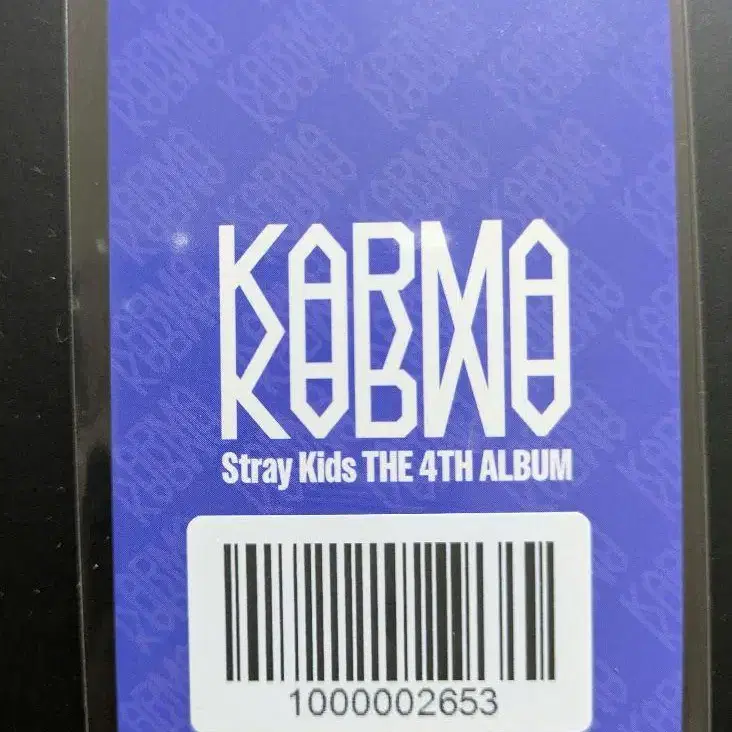 KARMA
Stray Kids THE 4TH ALBUM
1000002653